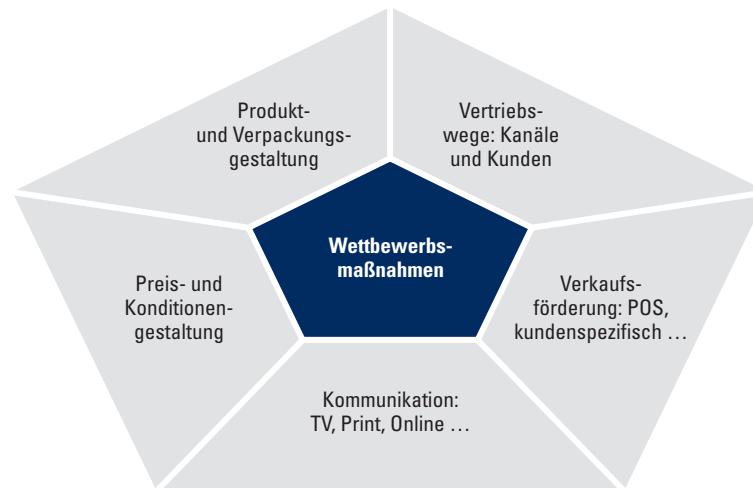 Produkt-
und Verpackungs-
gestaltung
Vertriebs-
wege: Kanäle
und Kunden
Wettbewerbs-
maßnahmen
Preis- und
Konditionen-
gestaltung
Verkaufs-
förderung: POS,
kundenspezifisch …
Kommunikation:
TV, Print, Online …